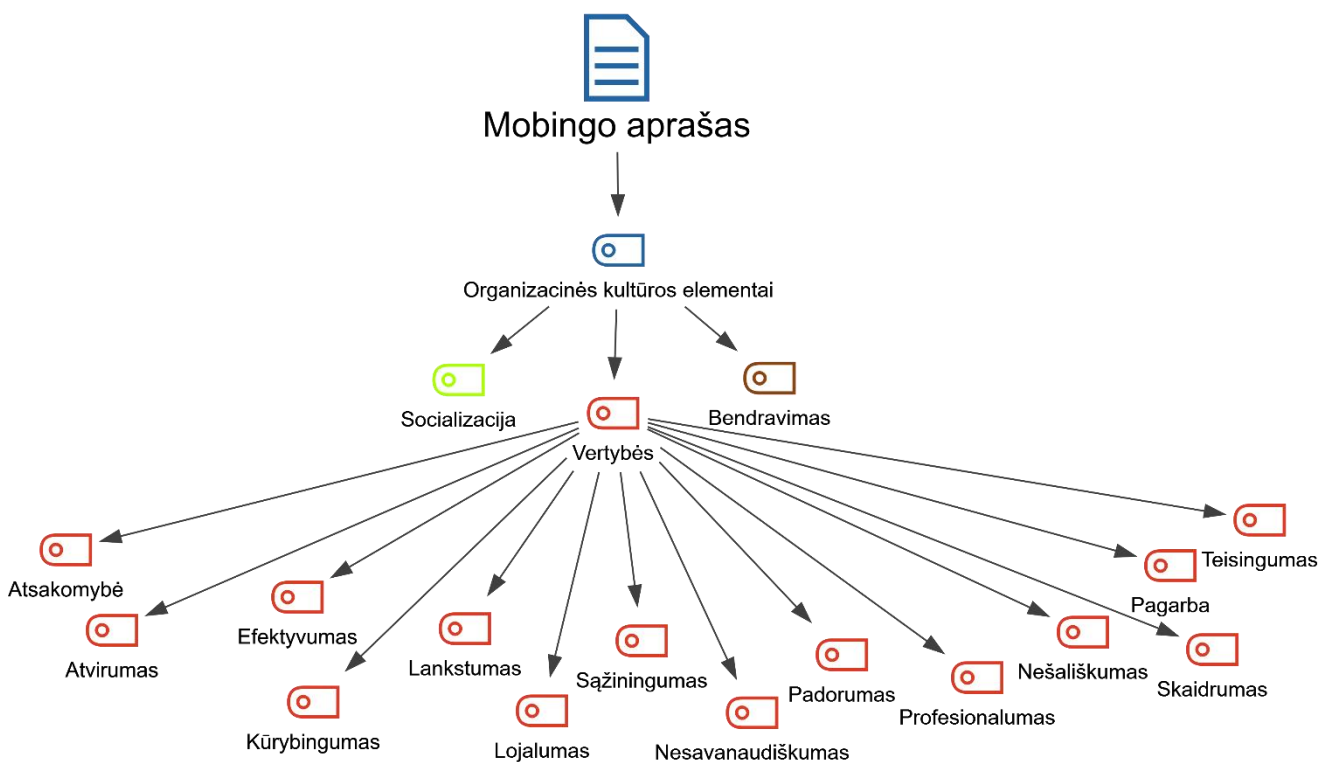 Mobingo aprašas
Organizacinės kultūros elementai
Socializacija
Bendravimas
Vertybės
Teisingumas
Atsakomybė
Pagarba
Efektyvumas
Atvirumas
Lankstumas
Sąžiningumas
Nešališkumas
Padorumas
Skaidrumas
Profesionalumas
Kūrybingumas
Lojalumas
Nesavanaudiškumas